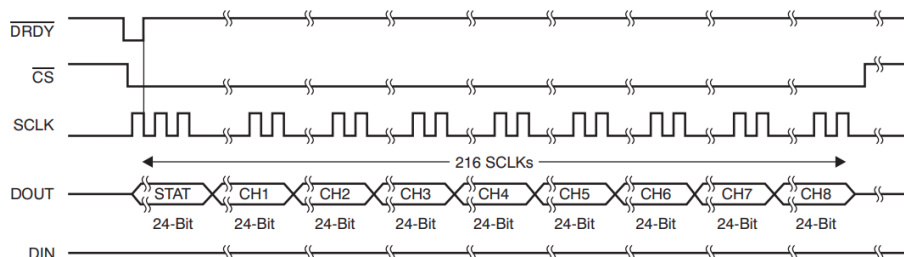 DRDY
CS
SCLK
216 SCLKs
DOUT STAT CH1 CH2 CH3 CH4 CH5 CH6 CH7 CH8
24-Bit 24-Bit 24-Bit 24-Bit 24-Bit 24-Bit 24-Bit 24-Bit 24-Bit
DIN